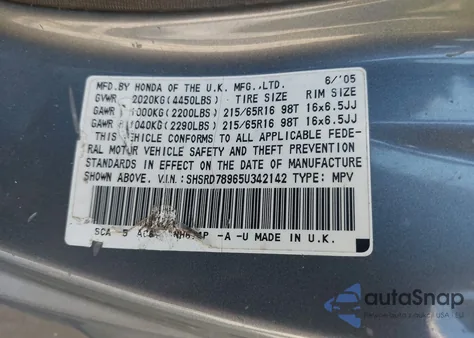 MFD.BY HONDA OF THE U.K. MFG.,LTD. 6/'05
GVWR 2020KG(4450LBS) TIRE SIZE RIM SIZE
GAWR 1000KG(2200LBS) 215/65R16 98T 16x6.5JJ
GAWR 1040KG(2290LBS) 215/65R16 98T 16x6.5JJ
THIS VEHICLE CONFORMS TO ALL APPLICABLE FEDE-
RAL MOTOR VEHICLE SAFETY AND THEFT PREVENTION
STANDARDS IN EFFECT ON THE DATE OF MANUFACTURE
SHOWN ABOVE. V.I.N.:SHSRD78965U342142 TYPE: MPV
SCA 5 -A -U MADE IN U.K.
autoSnap